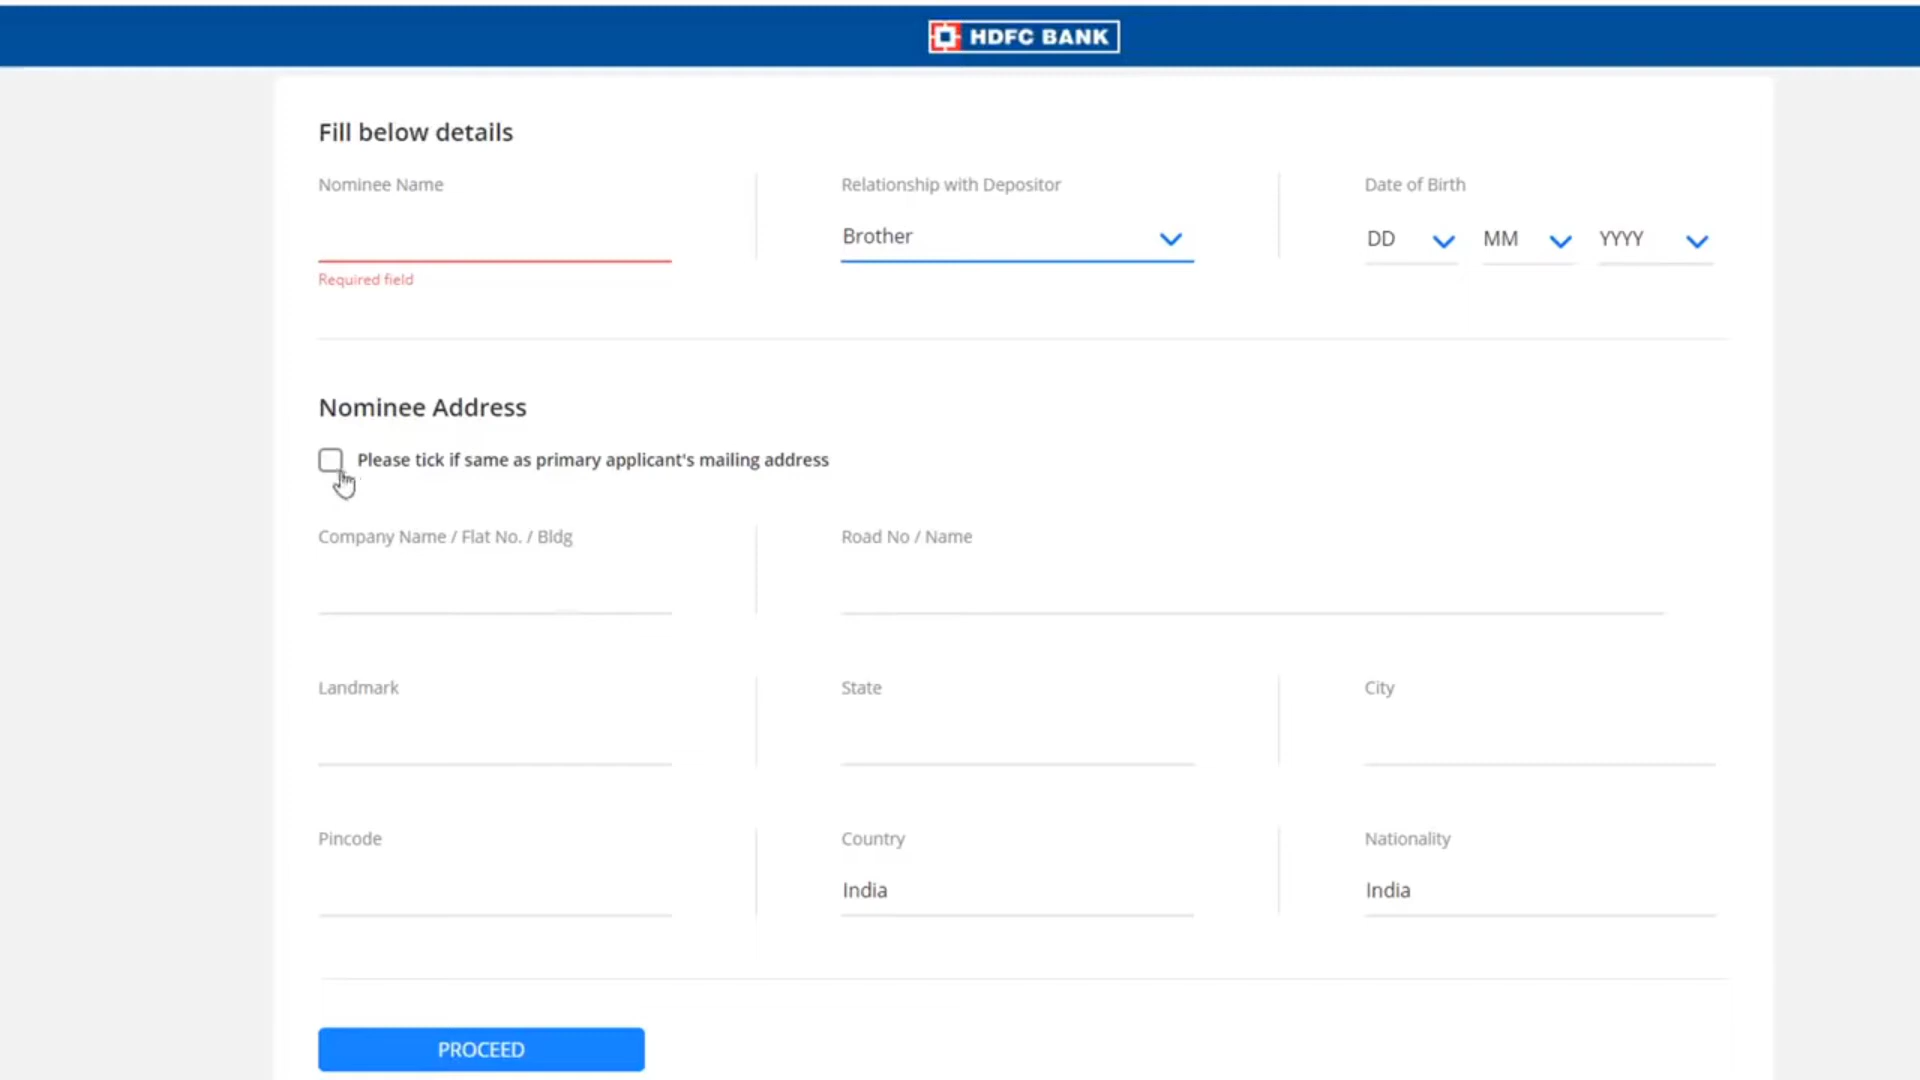 HDFC BANK
Fill below details
Nominee Name
Relationship with Depositor
Date of Birth
Brother
DD
MM
YYYY
Required field
Nominee Address
Please tick if same as primary applicant's mailing address
Company Name / Flat No. / Bldg
Road No / Name
Landmark
State
City
Pincode
Country
Nationality
India
India
PROCEED